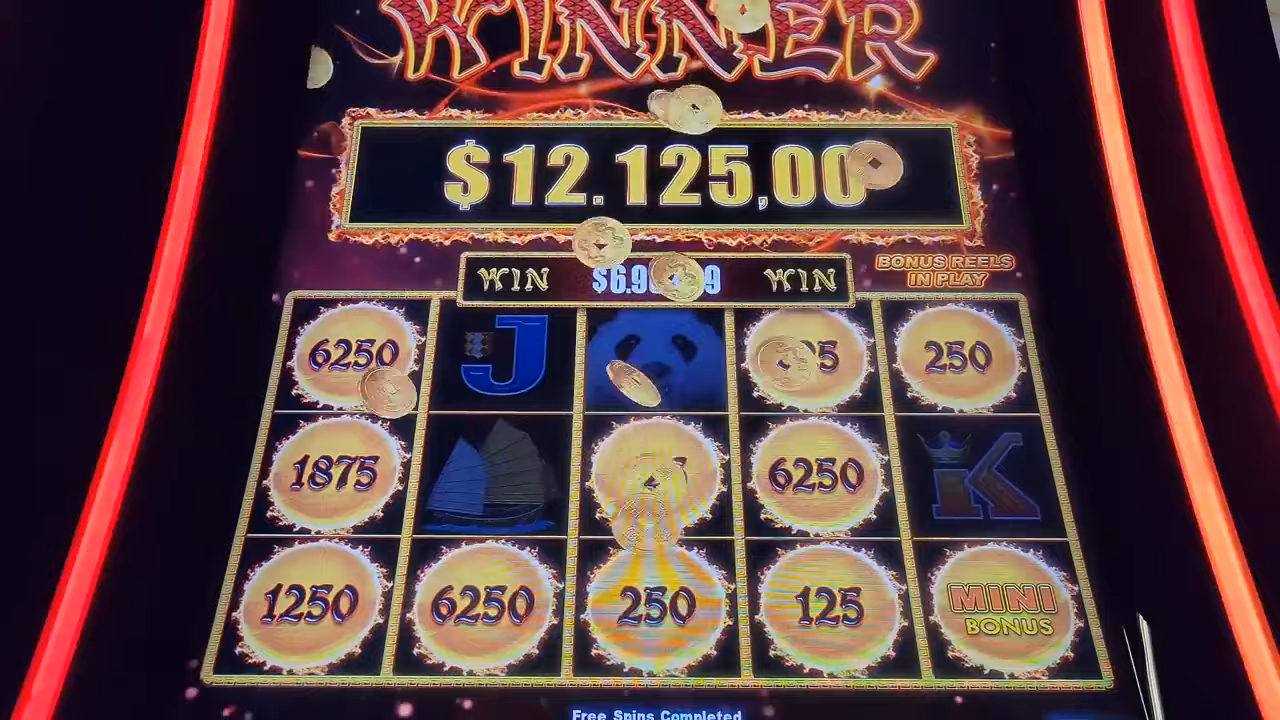 WINNER
$12.125,00
WIN WIN
BONUS REELS
IN PLAY
6250 J 250
1875 6250 K
1250 6250 250 125 MINI
BONUS
Free Spins Completed